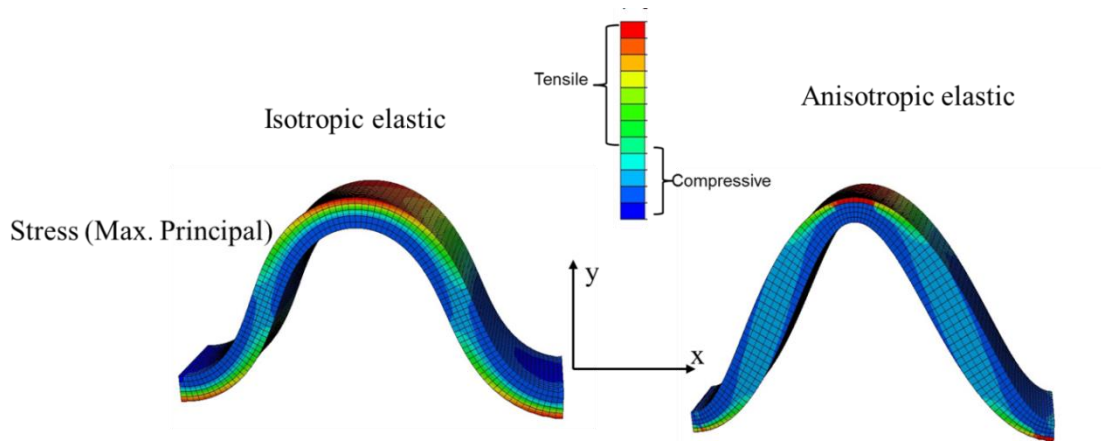 Tensile
Anisotropic elastic
Isotropic elastic
Compressive
Stress (Max. Principal)
y
x